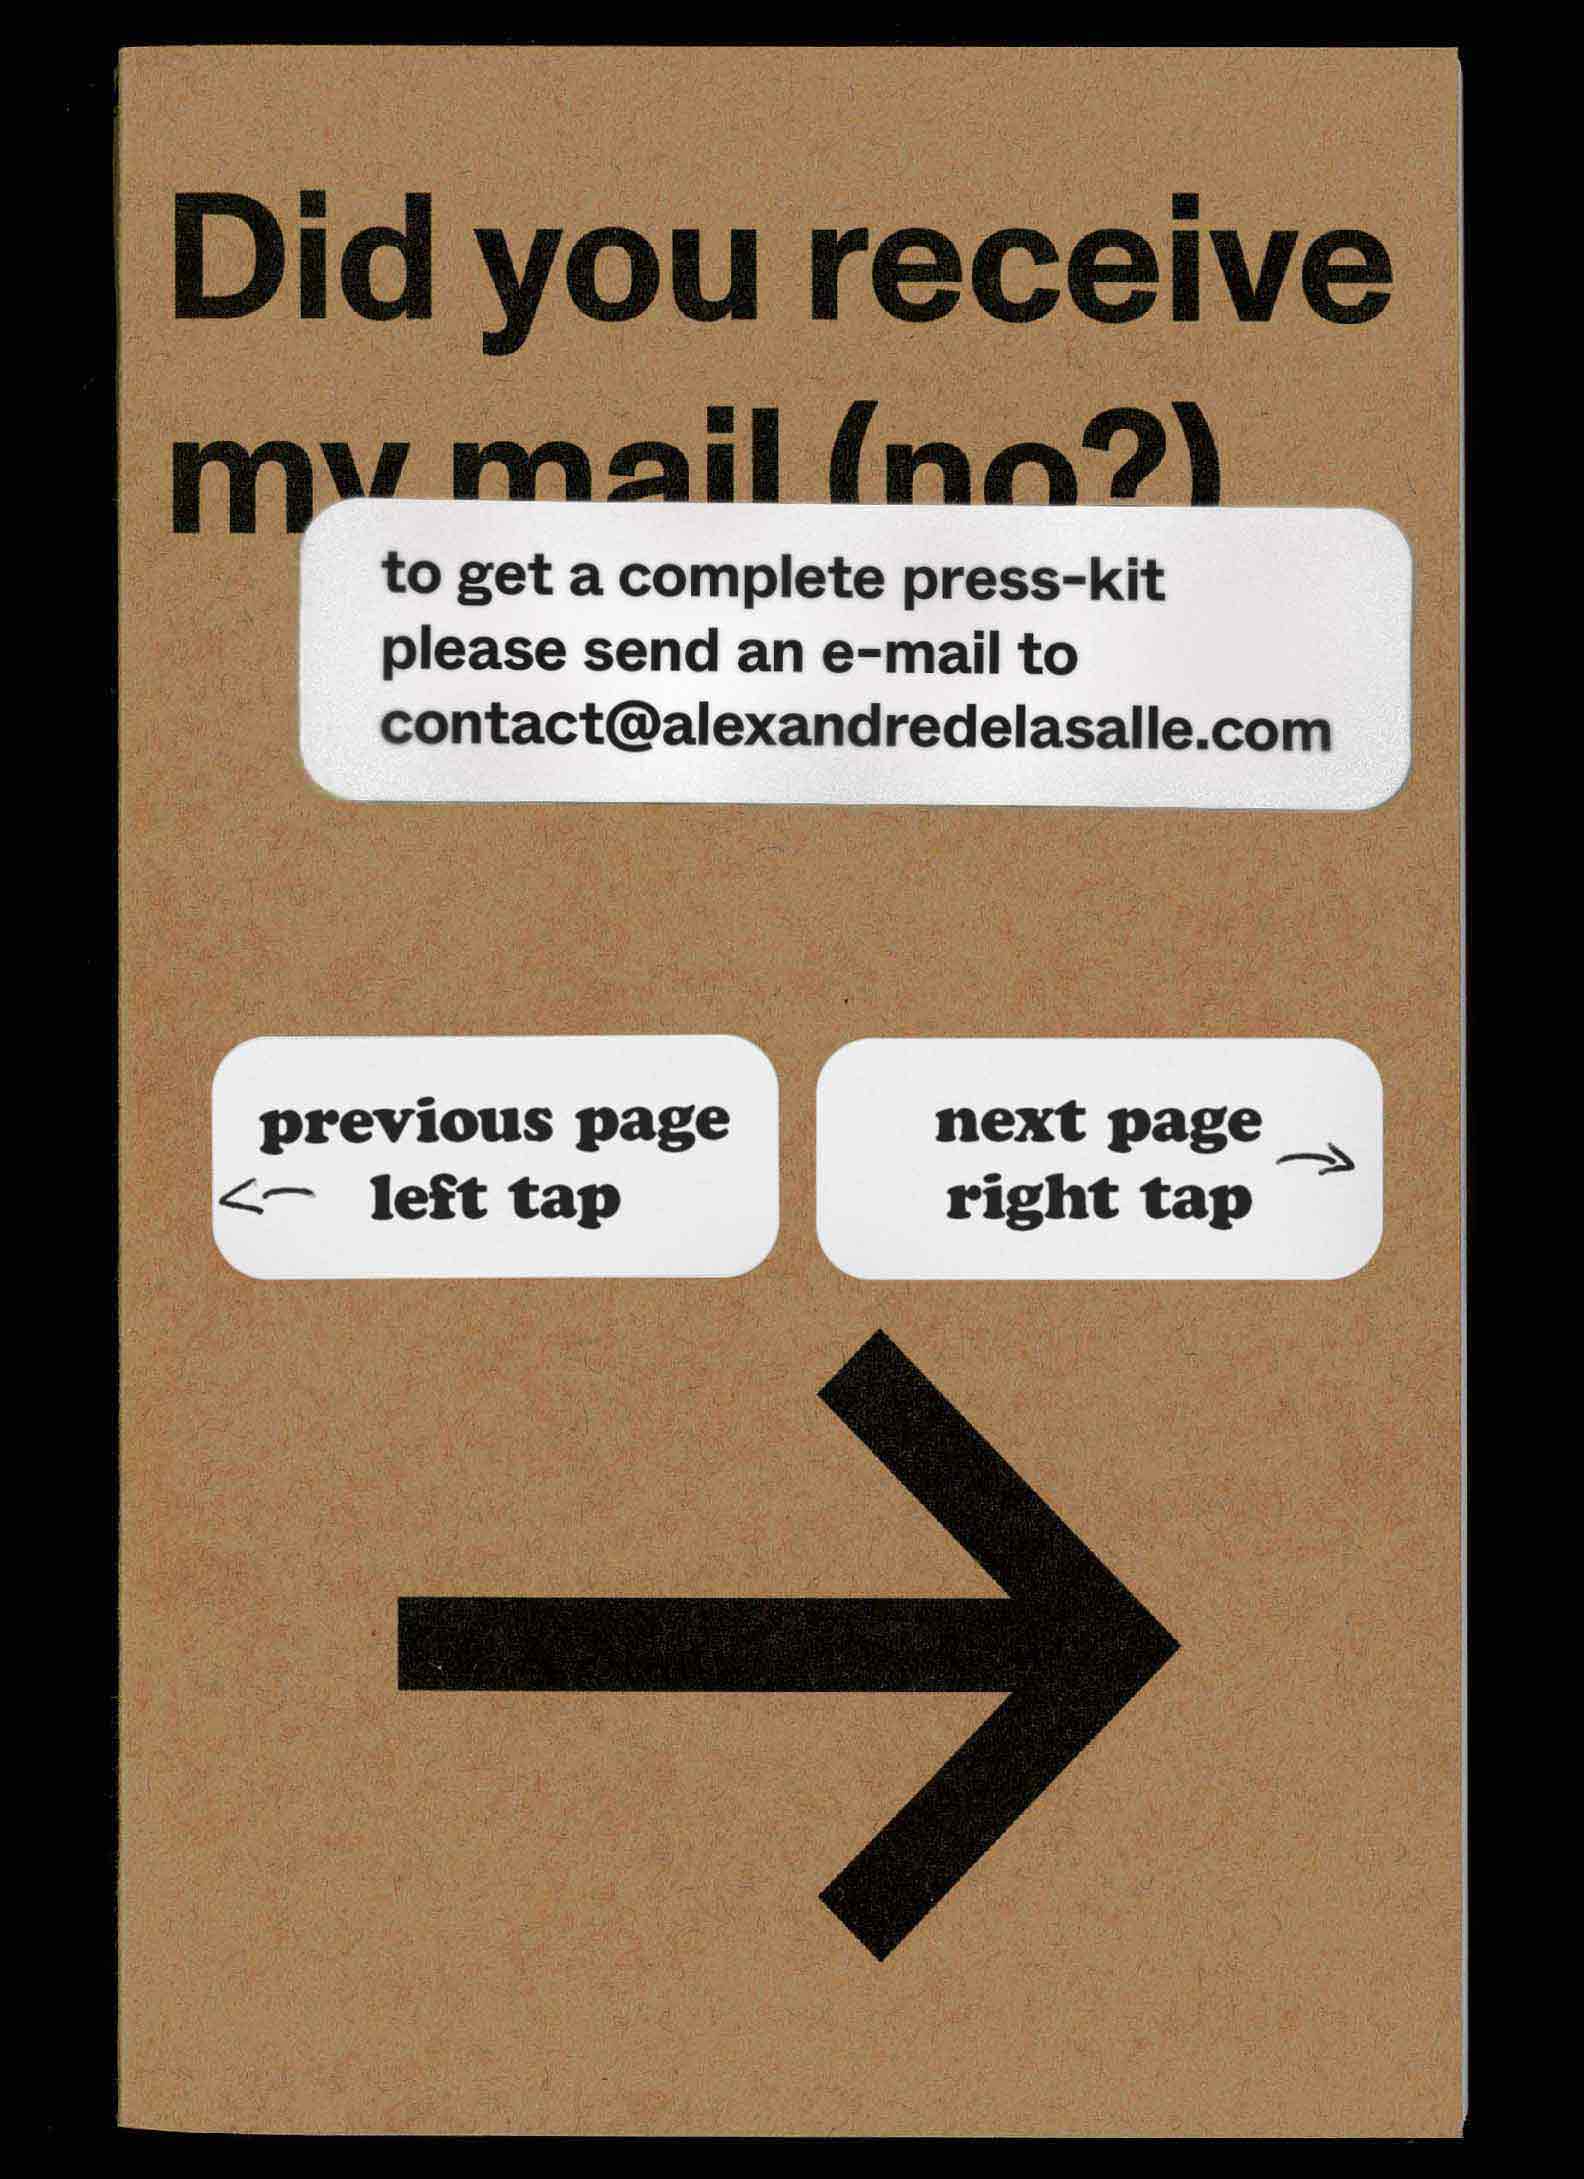 Did you receive
my mail (no?)
to get a complete press-kit
please send an e-mail to
contact@alexandredelasalle.com
previous page
left tap
next page
right tap